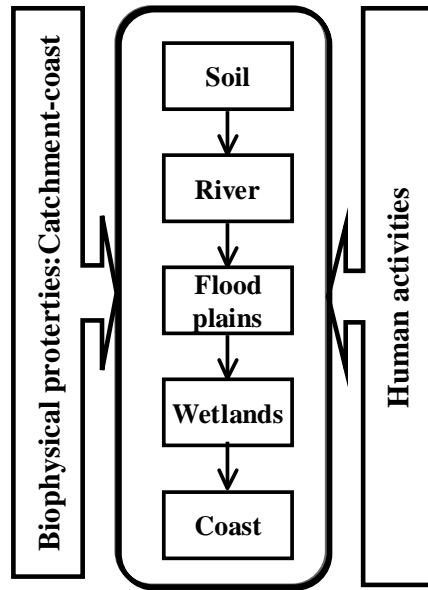 Biophysical proterties:Catchment-coast
Soil
River
Flood
plains
Wetlands
Coast
Human activities